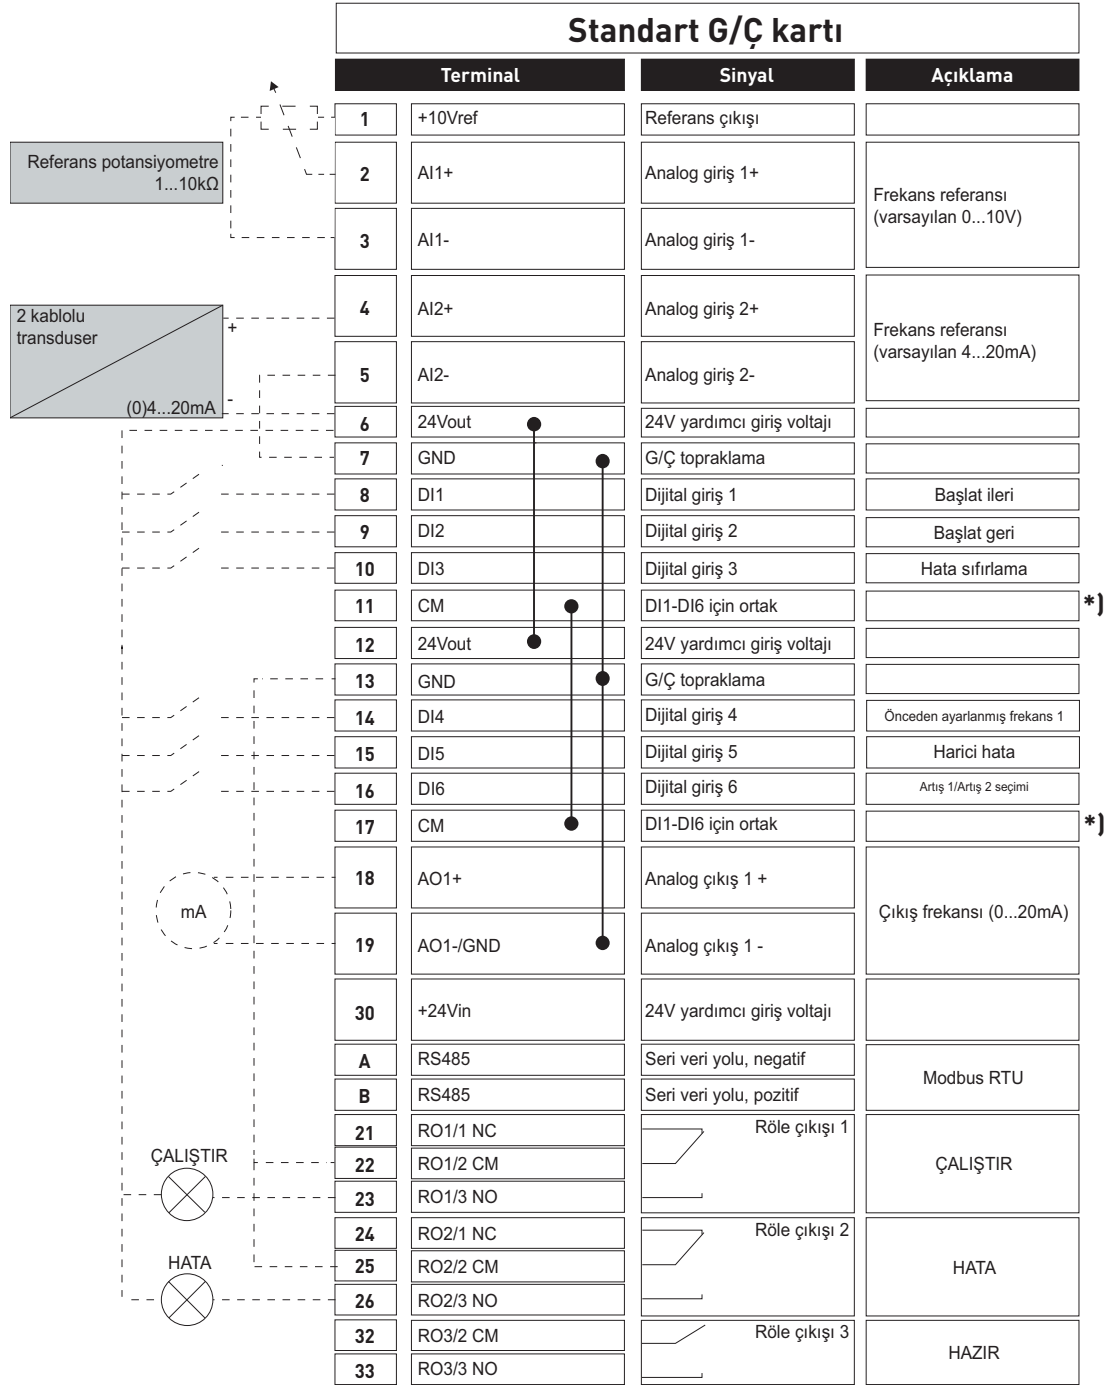 Standart G/Ç kartı
Terminal Sinyal Açıklama
1 +10Vref Referans çıkışı
Referans potansiyometre
1...10kΩ
2 AI1+ Analog giriş 1+
Frekans referansı
(varsayılan 0...10V)
3 AI1- Analog giriş 1-
2 kablolu
transduser
+
-
(0)4...20mA
4 AI2+ Analog giriş 2+
Frekans referansı
(varsayılan 4...20mA)
5 AI2- Analog giriş 2-
6 24Vout 24V yardımcı giriş voltajı
7 GND G/Ç topraklama
8 DI1 Dijital giriş 1 Başlat ileri
9 DI2 Dijital giriş 2 Başlat geri
10 DI3 Dijital giriş 3 Hata sıfırlama
11 CM DI1-DI6 için ortak *)
12 24Vout 24V yardımcı giriş voltajı
13 GND G/Ç topraklama
14 DI4 Dijital giriş 4 Önceden ayarlanmış frekans 1
15 DI5 Dijital giriş 5 Harici hata
16 DI6 Dijital giriş 6 Artış 1/Artış 2 seçimi
17 CM DI1-DI6 için ortak *)
18 AO1+ Analog çıkış 1 +
mA
Çıkış frekansı (0...20mA)
19 AO1-/GND Analog çıkış 1 -
30 +24Vin 24V yardımcı giriş voltajı
A RS485 Seri veri yolu, negatif
Modbus RTU
B RS485 Seri veri yolu, pozitif
21 RO1/1 NC Röle çıkışı 1
ÇALIŞTIR
22 RO1/2 CM ÇALIŞTIR
23 RO1/3 NO
24 RO2/1 NC Röle çıkışı 2
HATA
25 RO2/2 CM HATA
26 RO2/3 NO
32 RO3/2 CM Röle çıkışı 3
HAZIR
33 RO3/3 NO